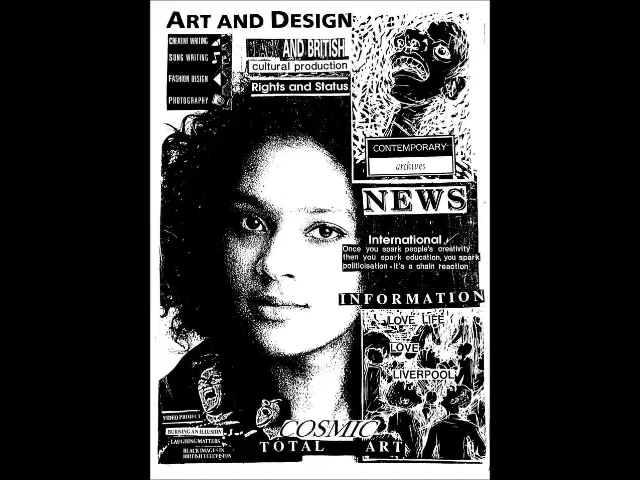 ART AND DESIGN
CREATIVE WRITING
SONG WRITING
FASHION DESIGN
PHOTOGRAPHY
BLACK AND BRITISH
cultural production
Rights and Status
CONTEMPORARY
archives
NEWS
International
Once you spark people's creativity
then you spark education, you spark
politicisation - it's a chain reaction
INFORMATION
LOVE LIFE
LOVE
LIVERPOOL
VIDEO PROJECT
BURNING AN ILLUSION
LAUGHING MATTERS
BLACK IMAGES IN
BRITISH TELEVISION
COSMIC
TOTAL ART